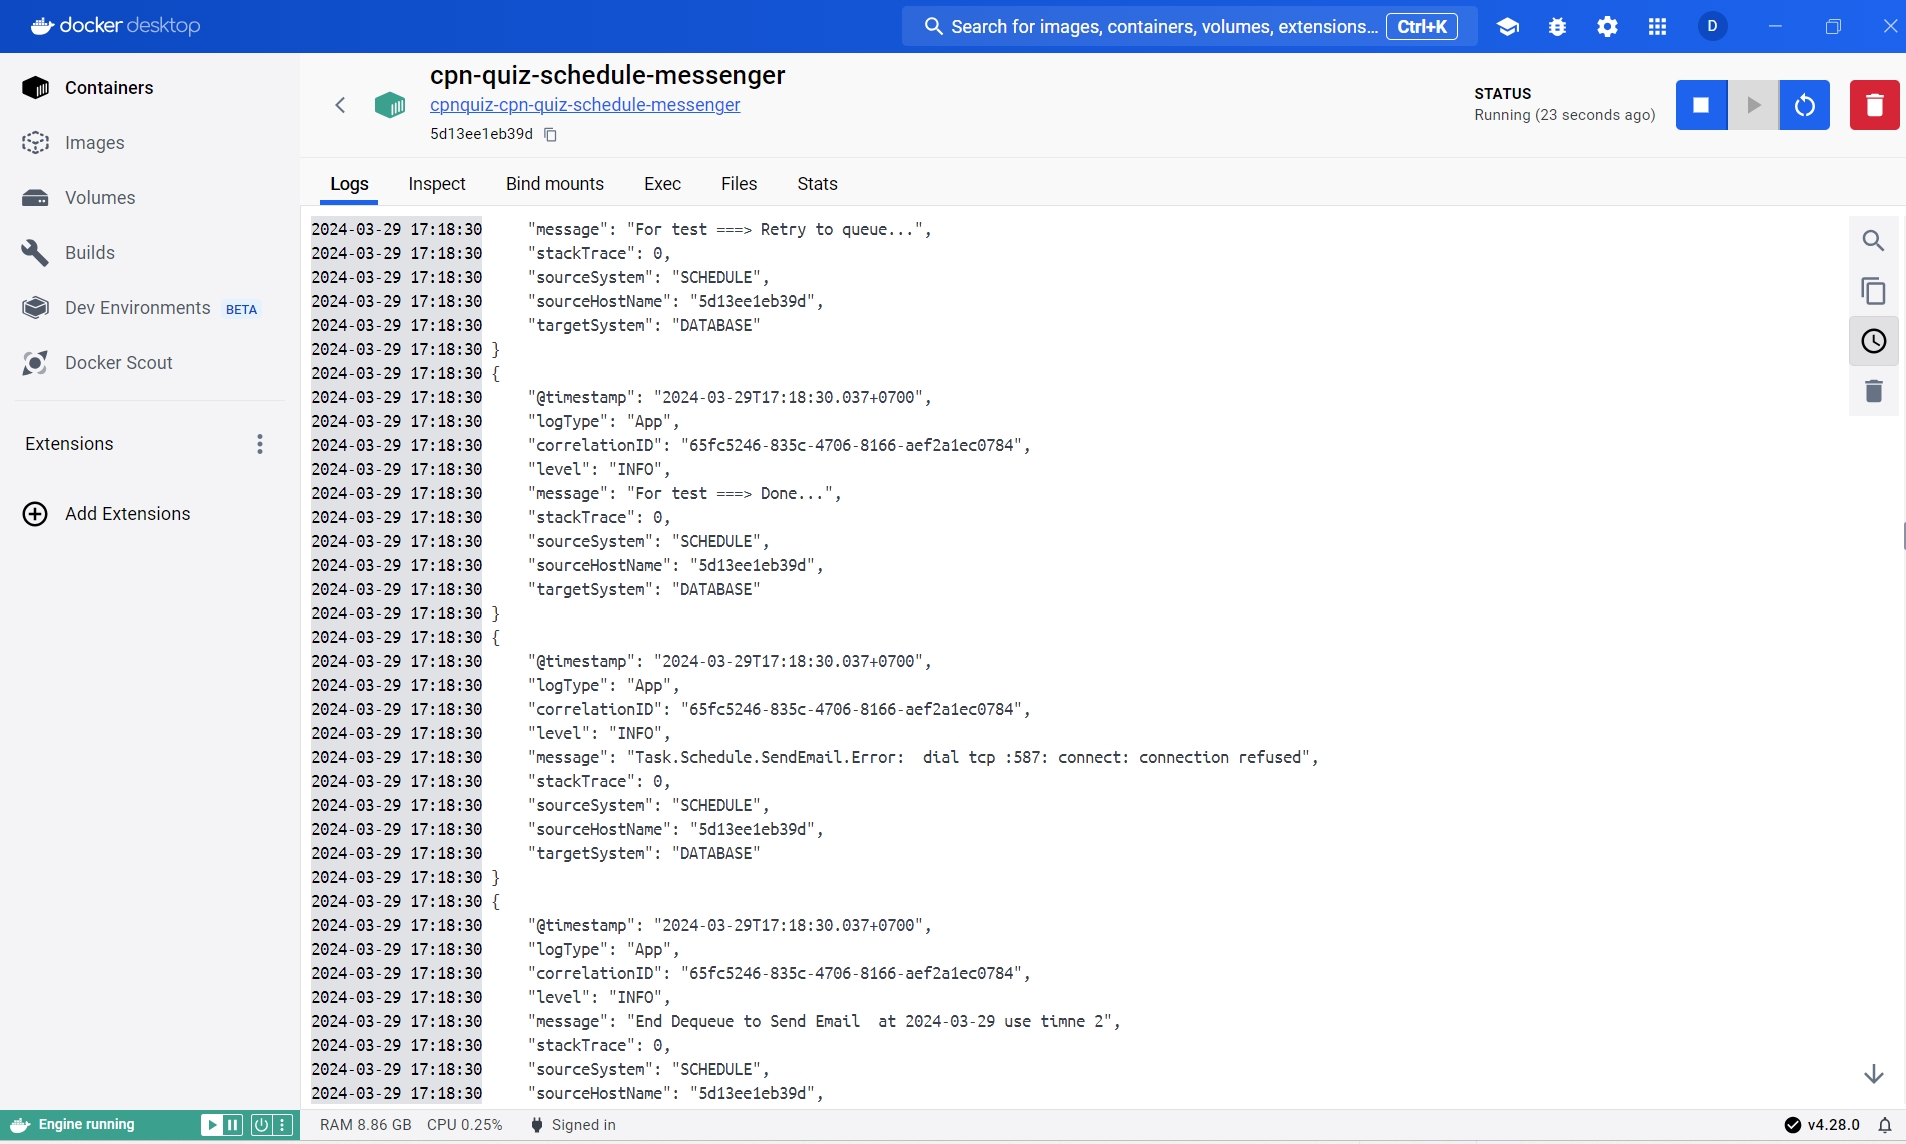 docker desktop
Search for images, containers, volumes, extensions... Ctrl+K
D
Containers
Images
Volumes
Builds
Dev Environments BETA
Docker Scout
Extensions
Add Extensions
cpn-quiz-schedule-messenger
cpnquiz-cpn-quiz-schedule-messenger
5d13ee1eb39d
STATUS
Running (23 seconds ago)
Logs Inspect Bind mounts Exec Files Stats
2024-03-29 17:18:30 "message": "For test ===> Retry to queue...",
2024-03-29 17:18:30 "stackTrace": 0,
2024-03-29 17:18:30 "sourceSystem": "SCHEDULE",
2024-03-29 17:18:30 "sourceHostName": "5d13ee1eb39d",
2024-03-29 17:18:30 "targetSystem": "DATABASE"
2024-03-29 17:18:30 }
2024-03-29 17:18:30 {
2024-03-29 17:18:30 "@timestamp": "2024-03-29T17:18:30.037+0700",
2024-03-29 17:18:30 "logType": "App",
2024-03-29 17:18:30 "correlationID": "65fc5246-835c-4706-8166-aef2a1ec0784",
2024-03-29 17:18:30 "level": "INFO",
2024-03-29 17:18:30 "message": "For test ===> Done...",
2024-03-29 17:18:30 "stackTrace": 0,
2024-03-29 17:18:30 "sourceSystem": "SCHEDULE",
2024-03-29 17:18:30 "sourceHostName": "5d13ee1eb39d",
2024-03-29 17:18:30 "targetSystem": "DATABASE"
2024-03-29 17:18:30 }
2024-03-29 17:18:30 {
2024-03-29 17:18:30 "@timestamp": "2024-03-29T17:18:30.037+0700",
2024-03-29 17:18:30 "logType": "App",
2024-03-29 17:18:30 "correlationID": "65fc5246-835c-4706-8166-aef2a1ec0784",
2024-03-29 17:18:30 "level": "INFO",
2024-03-29 17:18:30 "message": "Task.Schedule.SendEmail.Error:  dial tcp :587: connect: connection refused",
2024-03-29 17:18:30 "stackTrace": 0,
2024-03-29 17:18:30 "sourceSystem": "SCHEDULE",
2024-03-29 17:18:30 "sourceHostName": "5d13ee1eb39d",
2024-03-29 17:18:30 "targetSystem": "DATABASE"
2024-03-29 17:18:30 }
2024-03-29 17:18:30 {
2024-03-29 17:18:30 "@timestamp": "2024-03-29T17:18:30.037+0700",
2024-03-29 17:18:30 "logType": "App",
2024-03-29 17:18:30 "correlationID": "65fc5246-835c-4706-8166-aef2a1ec0784",
2024-03-29 17:18:30 "level": "INFO",
2024-03-29 17:18:30 "message": "End Dequeue to Send Email  at 2024-03-29 use timne 2",
2024-03-29 17:18:30 "stackTrace": 0,
2024-03-29 17:18:30 "sourceSystem": "SCHEDULE",
2024-03-29 17:18:30 "sourceHostName": "5d13ee1eb39d",
Engine running
RAM 8.86 GB CPU 0.25% Signed in
v4.28.0